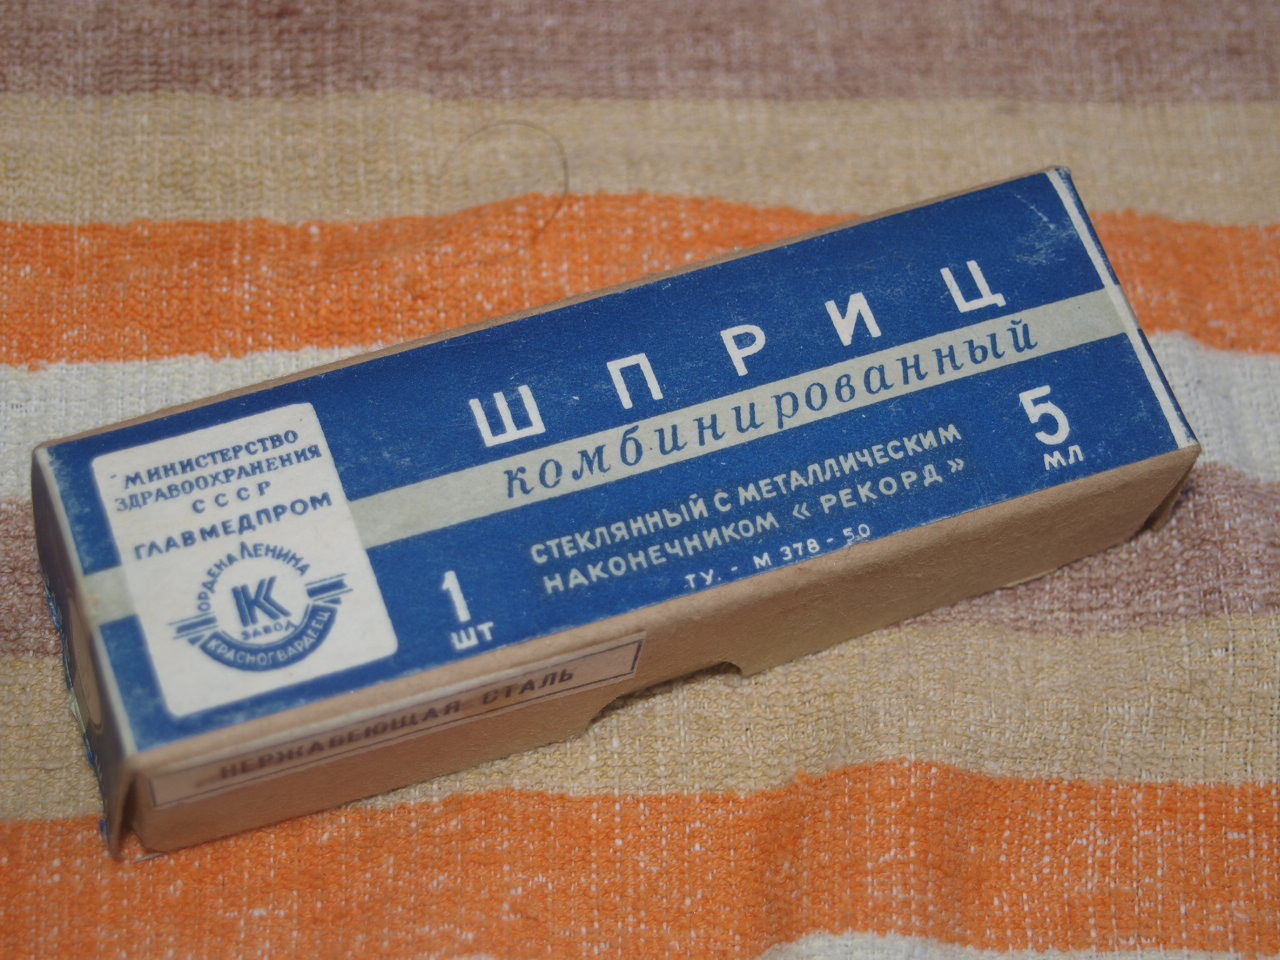 МИНИСТЕРСТВО
ЗДРАВООХРАНЕНИЯ
СССР
ГЛАВМЕДПРОМ
ОРДЕНА ЛЕНИНА
К
ЗАВОД
КРАСНОГВАРДЕЕЦ
ШПРИЦ
комбинированный
1
ШТ
СТЕКЛЯННЫЙ С МЕТАЛЛИЧЕСКИМ
НАКОНЕЧНИКОМ « РЕКОРД »
ТУ. - М 378 - 50
5
МЛ
НЕРЖАВЕЮЩАЯ СТАЛЬ